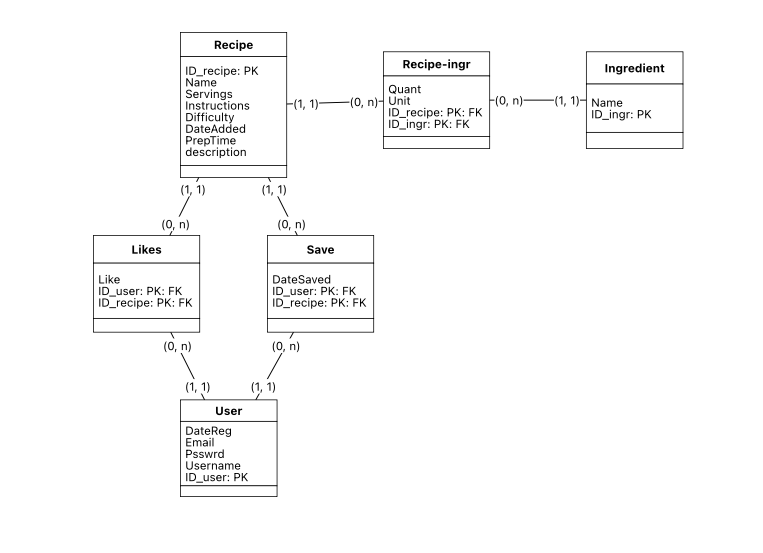 Recipe
ID_recipe: PK
Name
Servings
Instructions
Difficulty
DateAdded
PrepTime
description
(1, 1)
(0, n)
Recipe-ingr
Quant
Unit
ID_recipe: PK: FK
ID_ingr: PK: FK
(0, n)
(1, 1)
Ingredient
Name
ID_ingr: PK
(1, 1)
(1, 1)
(0, n)
(0, n)
Likes
Like
ID_user: PK: FK
ID_recipe: PK: FK
Save
DateSaved
ID_user: PK: FK
ID_recipe: PK: FK
(0, n)
(0, n)
(1, 1)
(1, 1)
User
DateReg
Email
Psswrd
Username
ID_user: PK